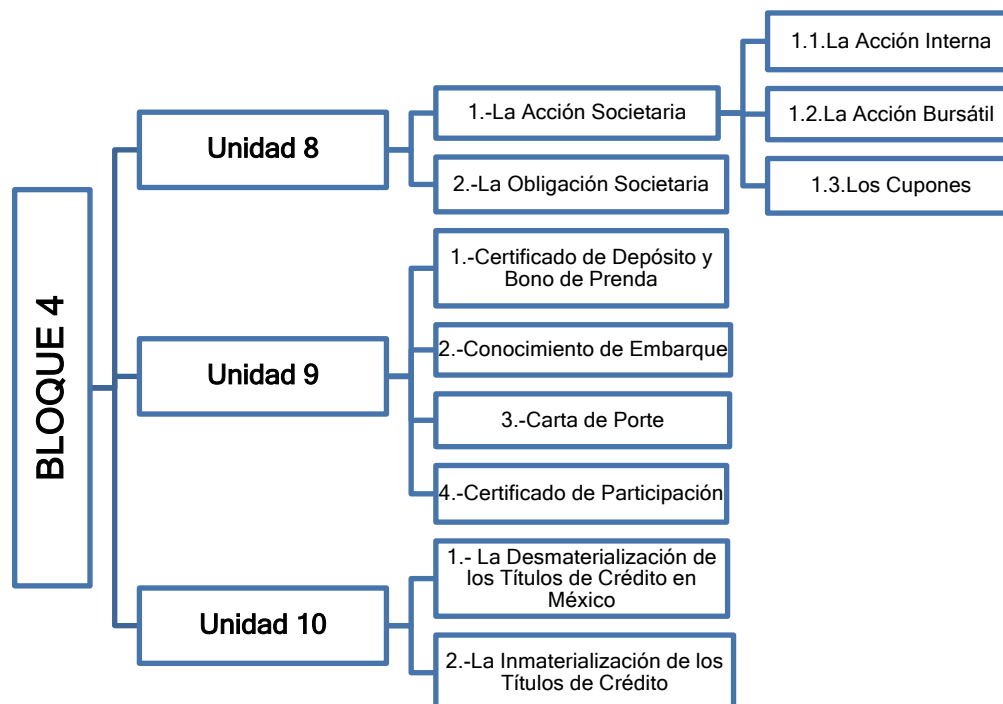 BLOQUE 4
Unidad 8
1.-La Acción Societaria
1.1.La Acción Interna
1.2.La Acción Bursátil
1.3.Los Cupones
2.-La Obligación Societaria
Unidad 9
1.-Certificado de Depósito y
Bono de Prenda
2.-Conocimiento de Embarque
3.-Carta de Porte
4.-Certificado de Participación
Unidad 10
1.- La Desmaterialización de
los Títulos de Crédito en
México
2.-La Inmaterialización de los
Títulos de Crédito